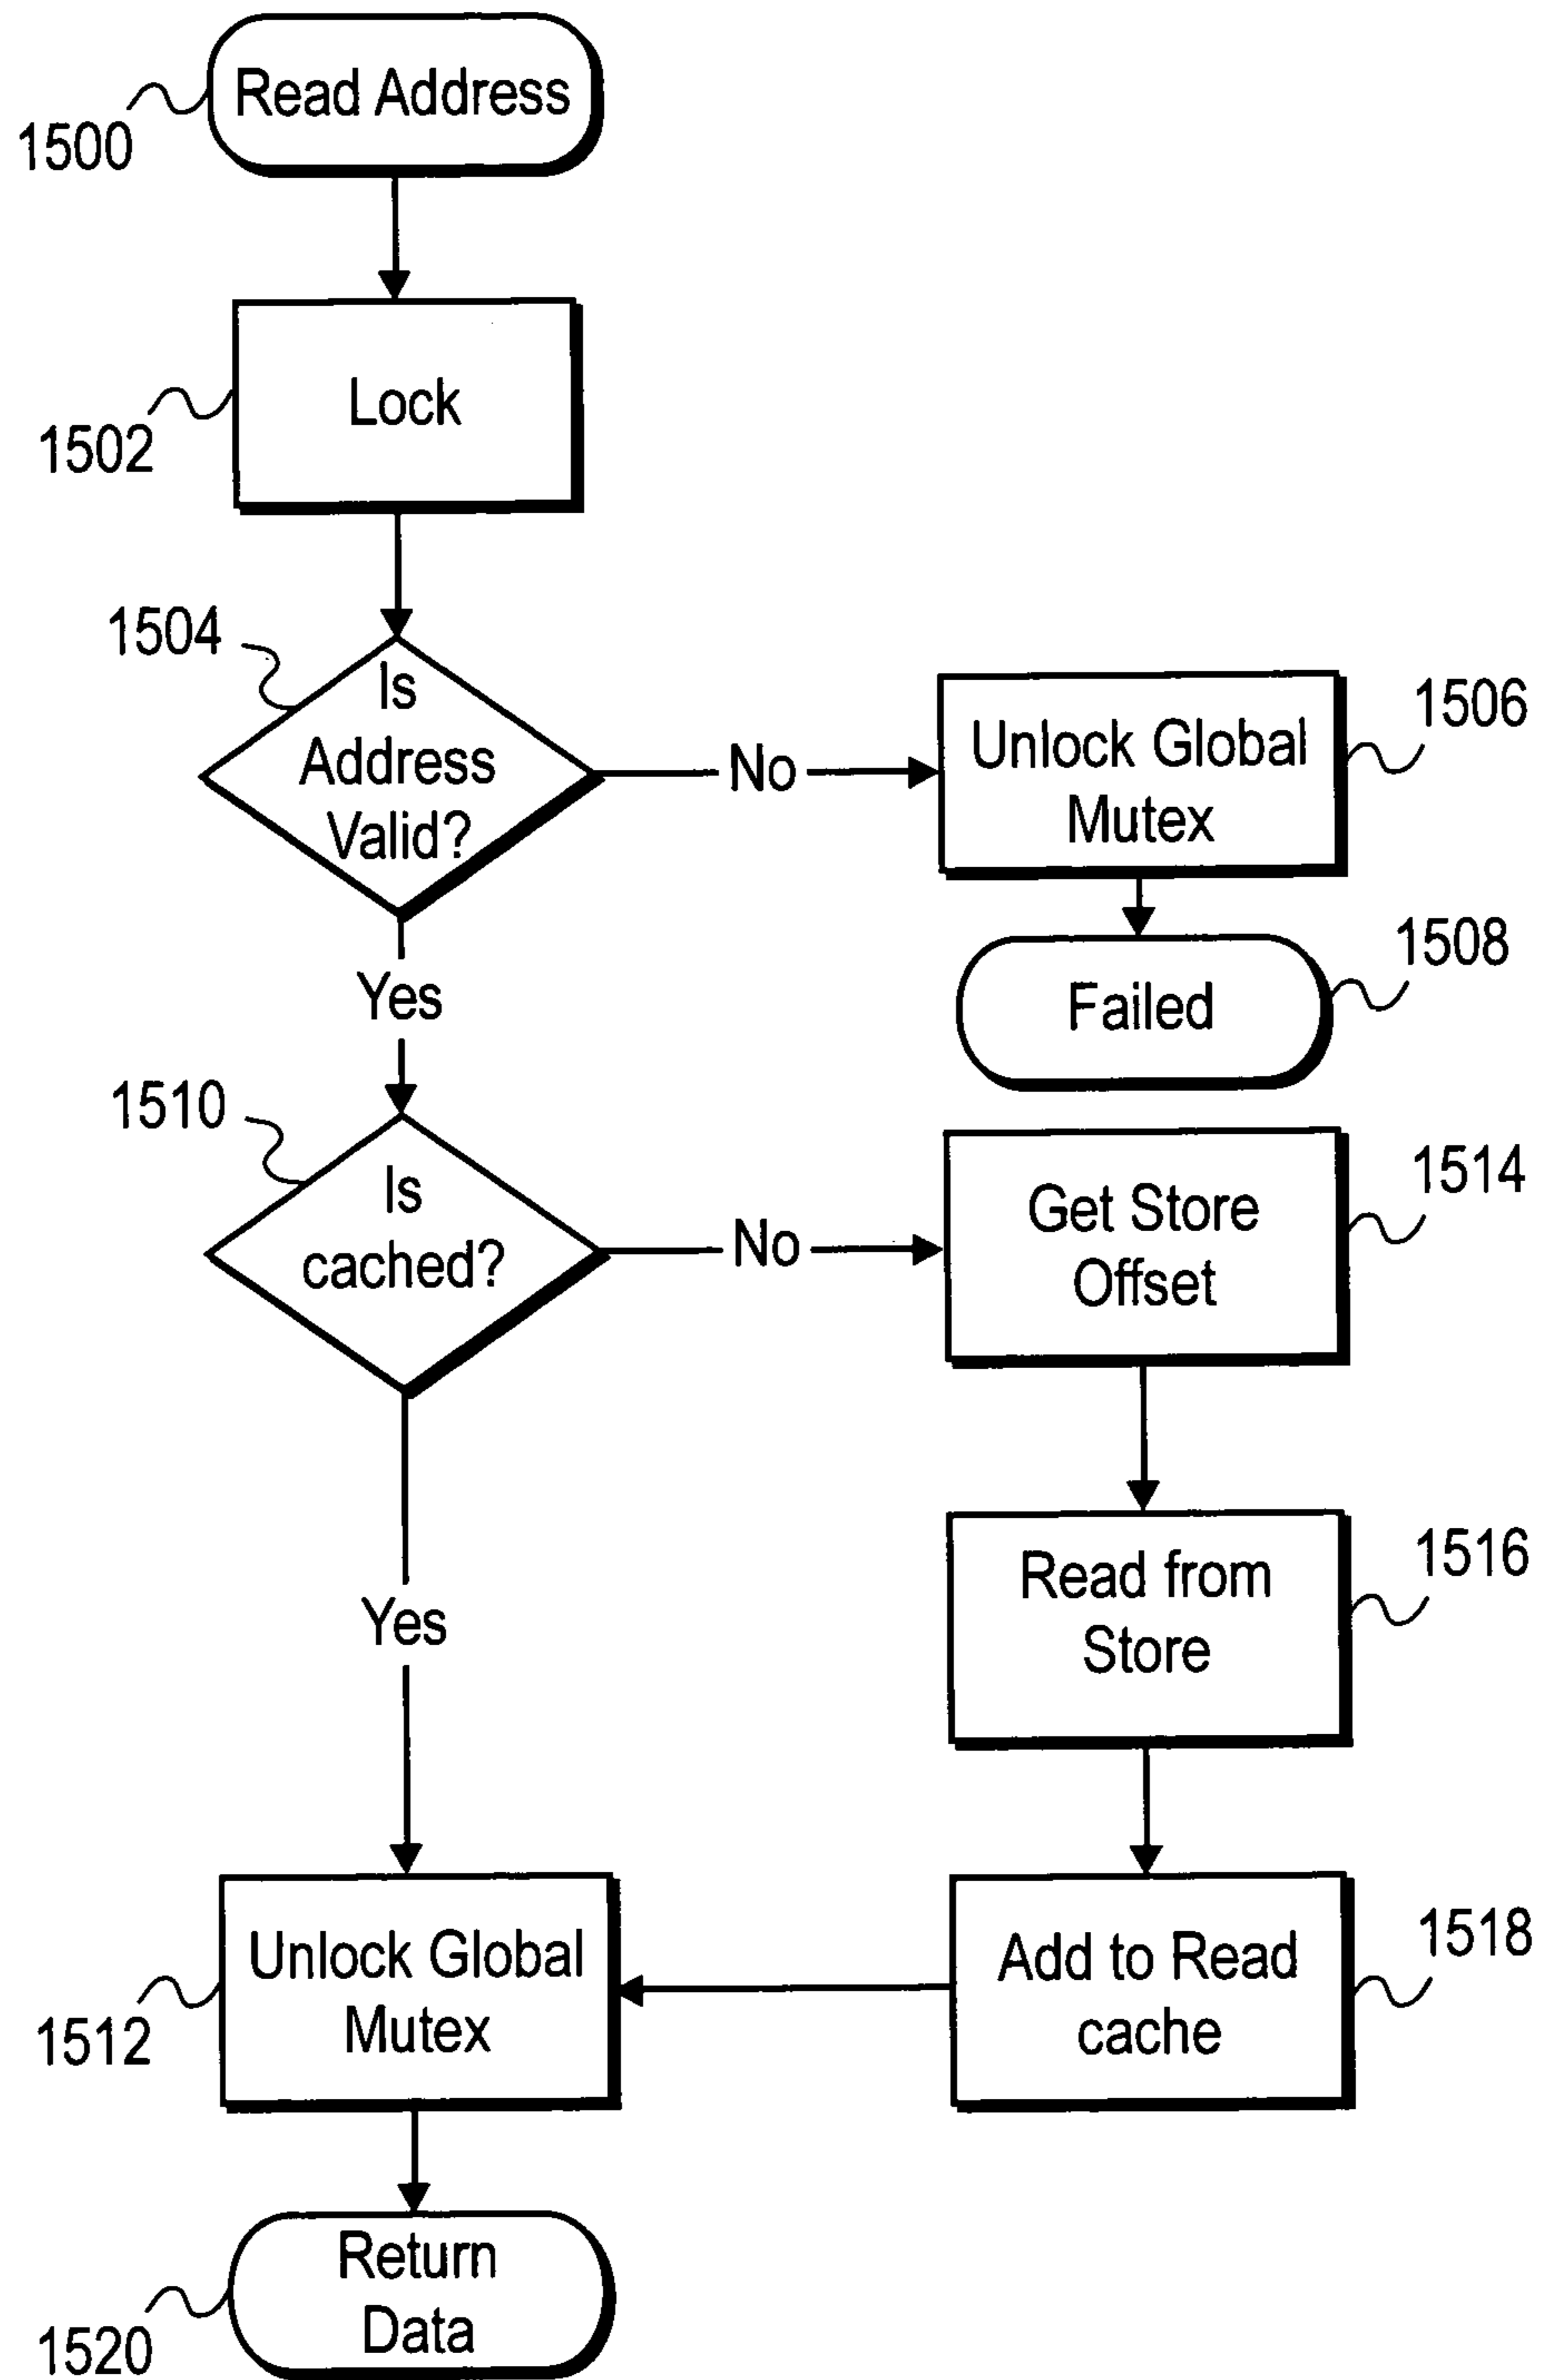 Read Address
1500
Lock
1502
1504
Is
Address
Valid?
No
Unlock Global
Mutex
1506
Yes
Failed
1508
1510
Is
cached?
No
Get Store
Offset
1514
Read from
Store
1516
Yes
Unlock Global
Mutex
1512
Add to Read
cache
1518
Return
Data
1520